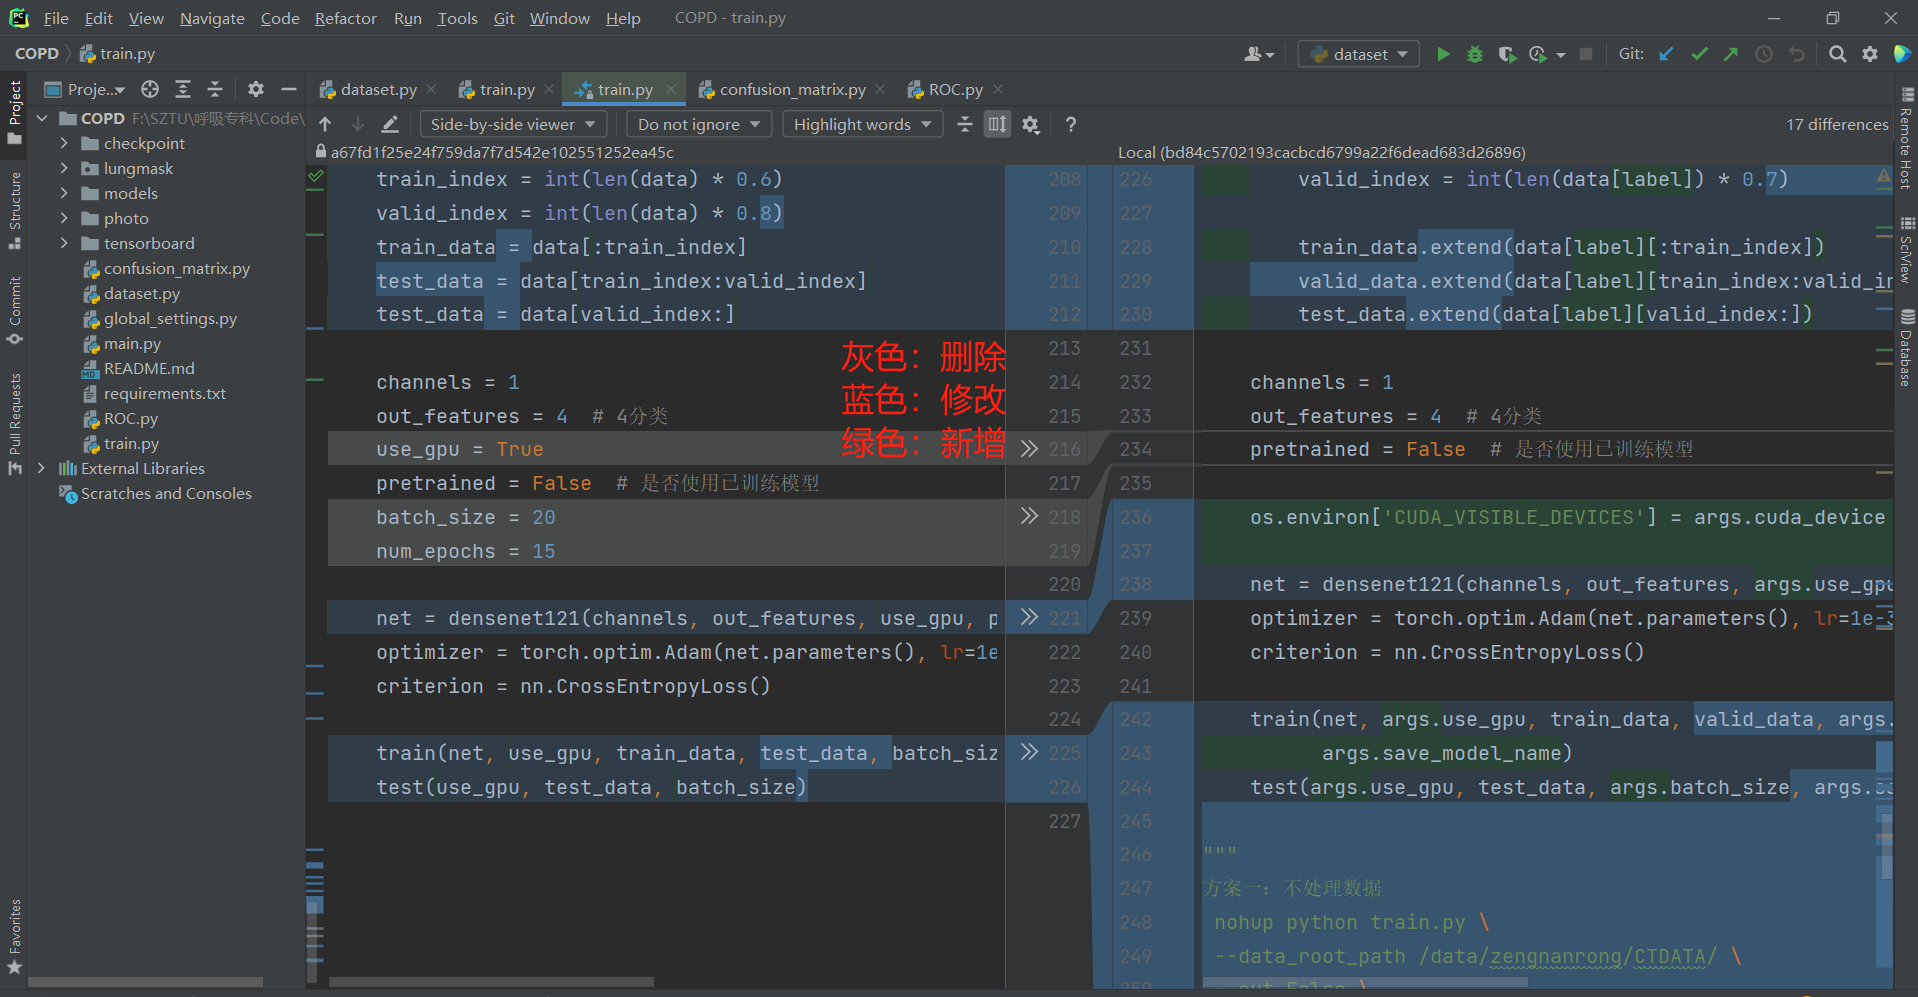 File Edit View Navigate Code Refactor Run Tools Git Window Help COPD - train.py
COPD train.py
dataset Git:
Project
Proje...
dataset.py train.py train.py confusion_matrix.py ROC.py
COPD F:\SZTU\呼吸专科\Code\
checkpoint
lungmask
models
photo
tensorboard
confusion_matrix.py
dataset.py
global_settings.py
main.py
README.md
requirements.txt
ROC.py
train.py
External Libraries
Scratches and Consoles
Structure
Commit
Pull Requests
Favorites
Side-by-side viewer Do not ignore Highlight words ? 17 differences
a67fd1f25e24f759da7f7d542e102551252ea45c
Local (bd84c5702193cacbcd6799a22f6dead683d26896)
train_index = int(len(data) * 0.6) 208
valid_index = int(len(data) * 0.8) 209
train_data = data[:train_index] 210
test_data = data[train_index:valid_index] 211
test_data = data[valid_index:] 212
213
channels = 1 214
out_features = 4 # 4分类 215
use_gpu = True 216
pretrained = False # 是否使用已训练模型 217
batch_size = 20 218
num_epochs = 15 219
220
net = densenet121(channels, out_features, use_gpu, p 221
optimizer = torch.optim.Adam(net.parameters(), lr=1e 222
criterion = nn.CrossEntropyLoss() 223
224
train(net, use_gpu, train_data, test_data, batch_siz 225
test(use_gpu, test_data, batch_size) 226
227
灰色：删除
蓝色：修改
绿色：新增
226 valid_index = int(len(data[label]) * 0.7)
227
228 train_data.extend(data[label][:train_index])
229 valid_data.extend(data[label][train_index:valid_in
230 test_data.extend(data[label][valid_index:])
231
232 channels = 1
233 out_features = 4 # 4分类
234 pretrained = False # 是否使用已训练模型
235
236 os.environ['CUDA_VISIBLE_DEVICES'] = args.cuda_device
237
238 net = densenet121(channels, out_features, args.use_gpu
239 optimizer = torch.optim.Adam(net.parameters(), lr=1e-3
240 criterion = nn.CrossEntropyLoss()
241
242 train(net, args.use_gpu, train_data, valid_data, args.
243 args.save_model_name)
244 test(args.use_gpu, test_data, args.batch_size, args.
245
246 """
247 方案一：不处理数据
248 nohup python train.py \
249 --data_root_path /data/zengnanrong/CTDATA/ \
Remote Host
SciView
Database